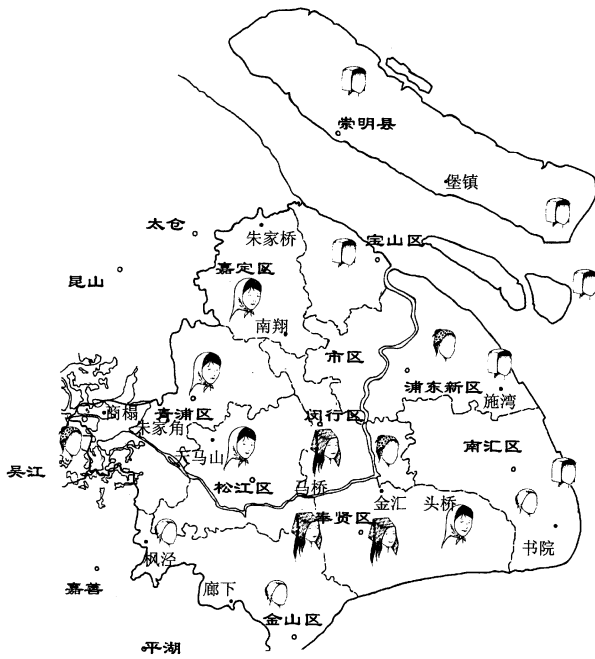 崇明县
堡镇
太仓
朱家桥
宝山区
昆山
嘉定区
南翔
市区
浦东新区
施湾
商榻
青浦区
朱家角
闵行区
南汇区
吴江
天马山
松江区
马桥
金汇
头桥
奉贤区
书院
枫泾
嘉善
廊下
金山区
平湖